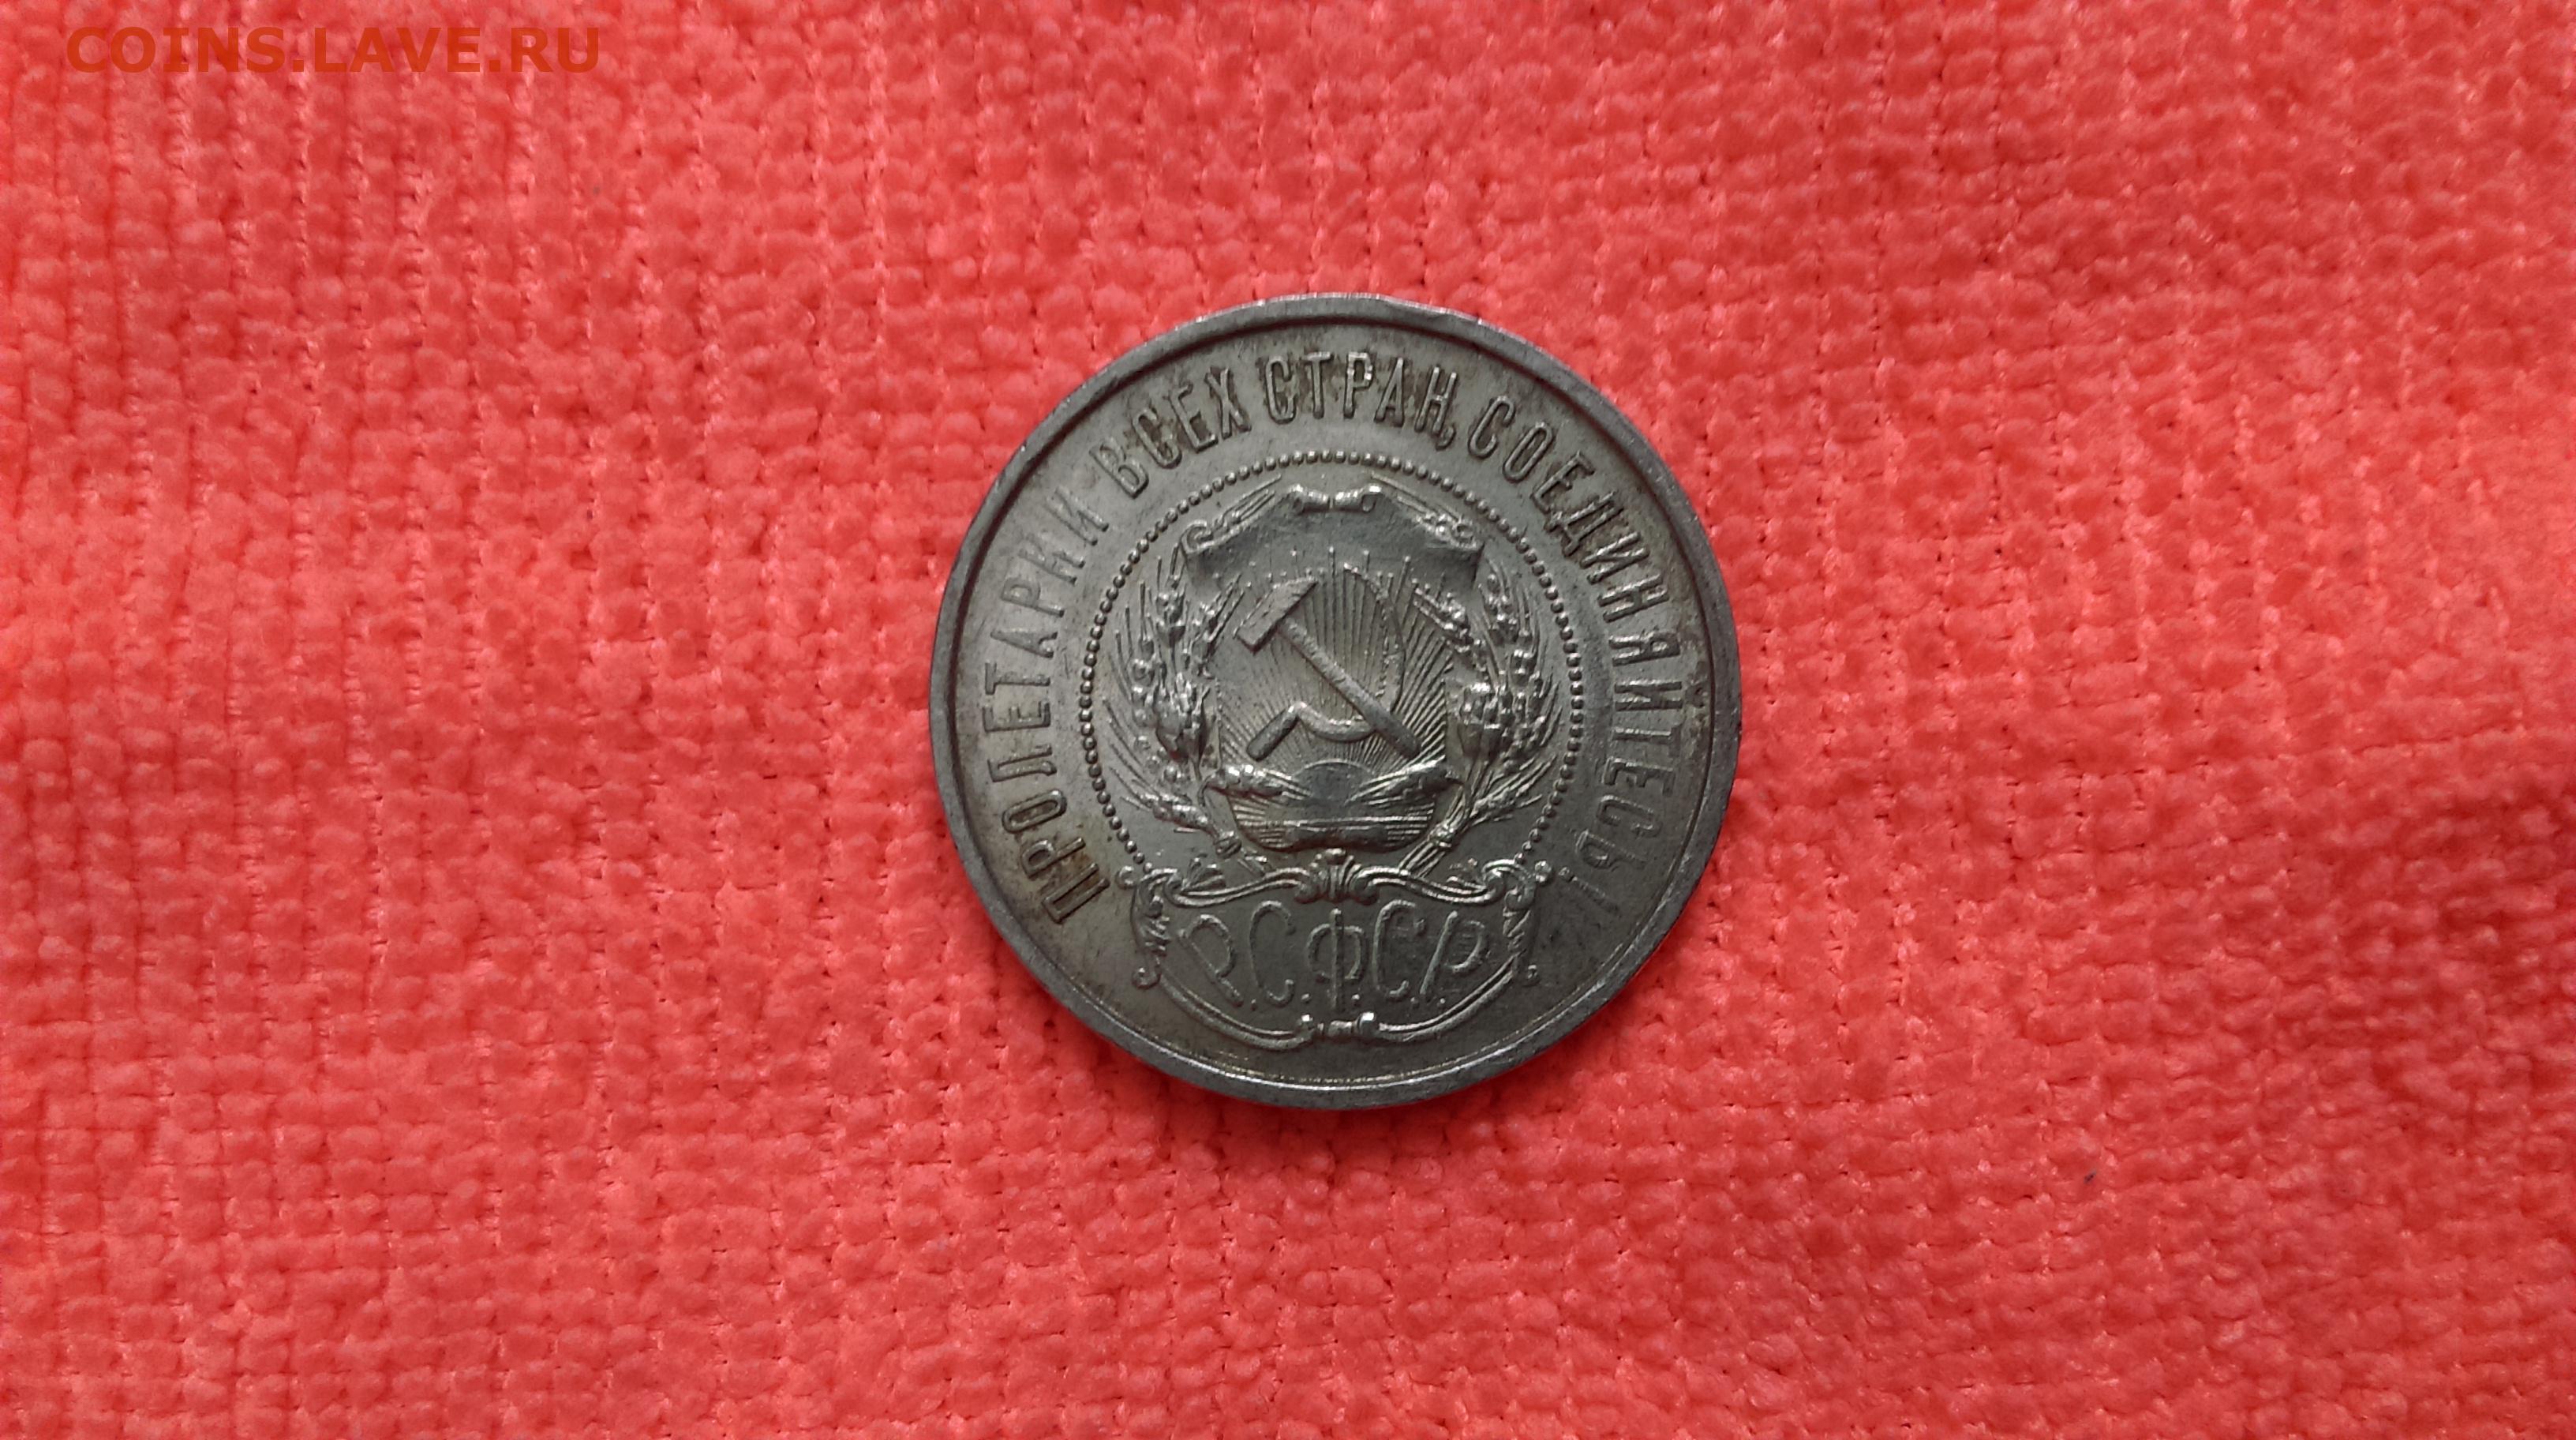 COINS.LAVE.RU
ПРОЛЕТАРИИ ВСЕХ СТРАН, СОЕДИНЯЙТЕСЬ!
Р.С.Ф.С.Р.